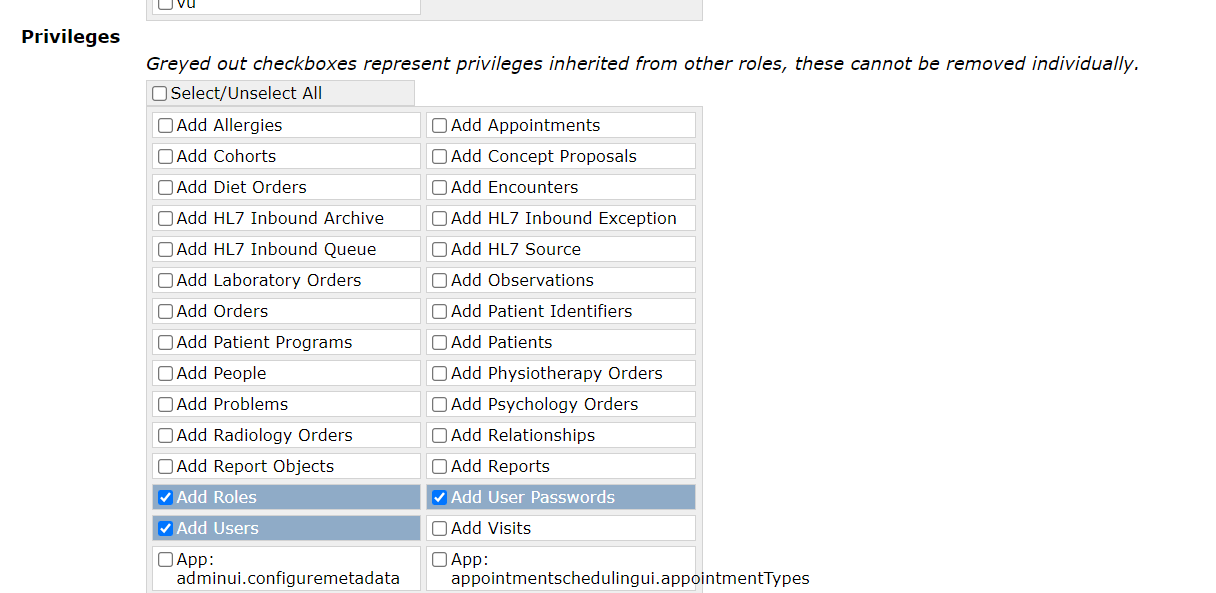 vu
Privileges
Greyed out checkboxes represent privileges inherited from other roles, these cannot be removed individually.
Select/Unselect All
Add Allergies
Add Appointments
Add Cohorts
Add Concept Proposals
Add Diet Orders
Add Encounters
Add HL7 Inbound Archive
Add HL7 Inbound Exception
Add HL7 Inbound Queue
Add HL7 Source
Add Laboratory Orders
Add Observations
Add Orders
Add Patient Identifiers
Add Patient Programs
Add Patients
Add People
Add Physiotherapy Orders
Add Problems
Add Psychology Orders
Add Radiology Orders
Add Relationships
Add Report Objects
Add Reports
Add Roles
Add User Passwords
Add Users
Add Visits
App:
adminui.configuremetadata
App:
appointmentschedulingui.appointmentTypes